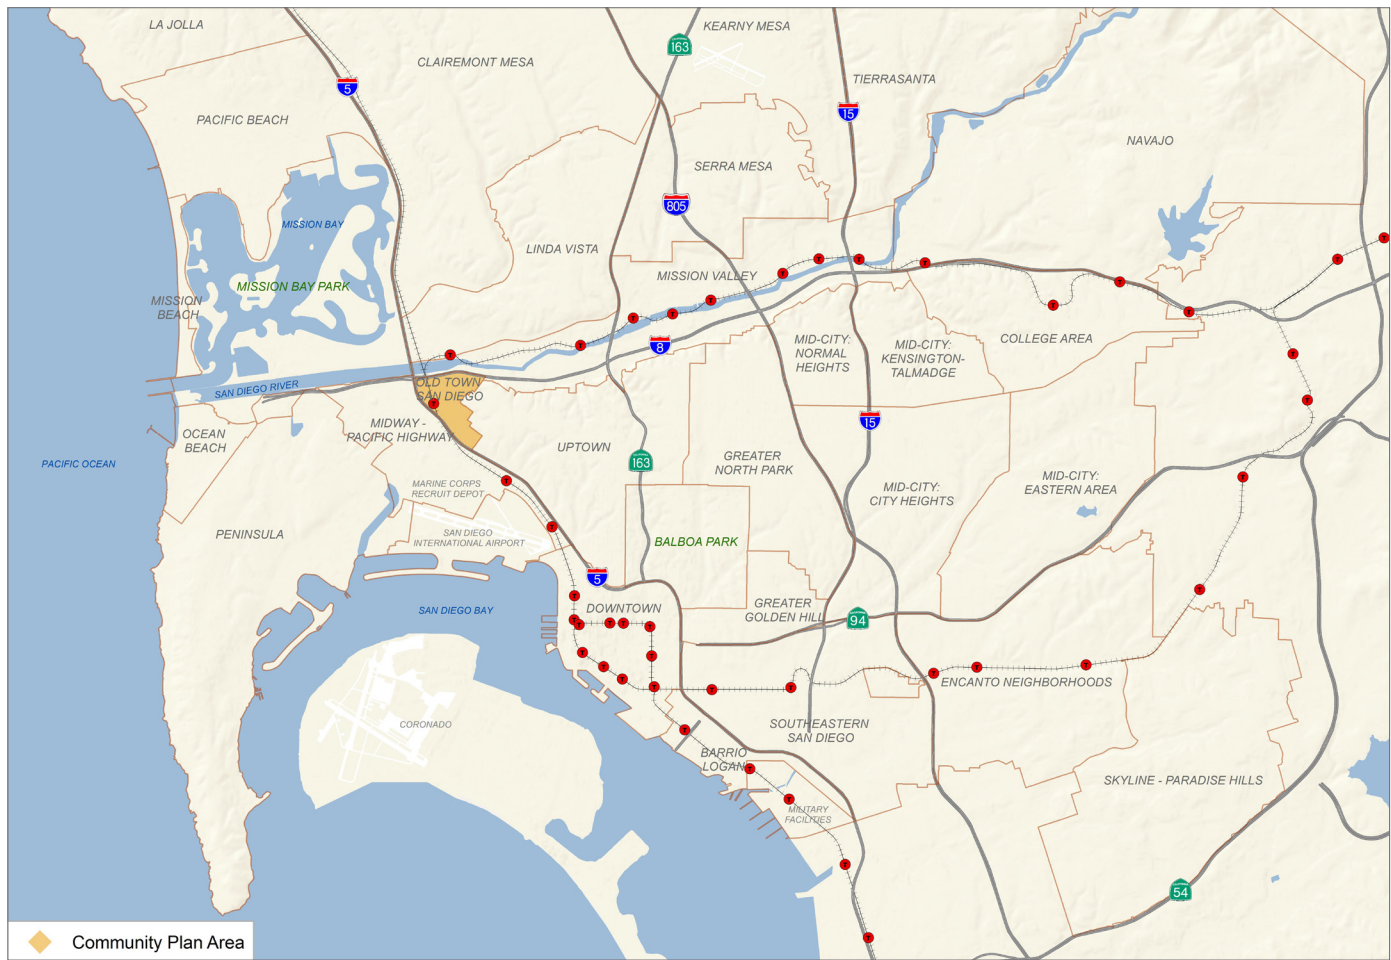 LA JOLLA
KEARNY MESA
163
CLAIREMONT MESA
TIERRASANTA
5
15
PACIFIC BEACH
NAVAJO
SERRA MESA
805
MISSION BAY
LINDA VISTA
MISSION VALLEY
MISSION BAY PARK
MISSION
BEACH
8
MID-CITY:
NORMAL
HEIGHTS
MID-CITY:
KENSINGTON-
TALMADGE
COLLEGE AREA
SAN DIEGO RIVER
OLD TOWN
SAN DIEGO
15
MIDWAY -
PACIFIC HIGHWAY
OCEAN
BEACH
UPTOWN
163
GREATER
NORTH PARK
PACIFIC OCEAN
MID-CITY:
CITY HEIGHTS
MID-CITY:
EASTERN AREA
MARINE CORPS
RECRUIT DEPOT
PENINSULA
SAN DIEGO
INTERNATIONAL AIRPORT
BALBOA PARK
5
SAN DIEGO BAY
DOWNTOWN
GREATER
GOLDEN HILL
94
ENCANTO NEIGHBORHOODS
CORONADO
SOUTHEASTERN
SAN DIEGO
BARRIO
LOGAN
SKYLINE - PARADISE HILLS
MILITARY
FACILITIES
54
Community Plan Area